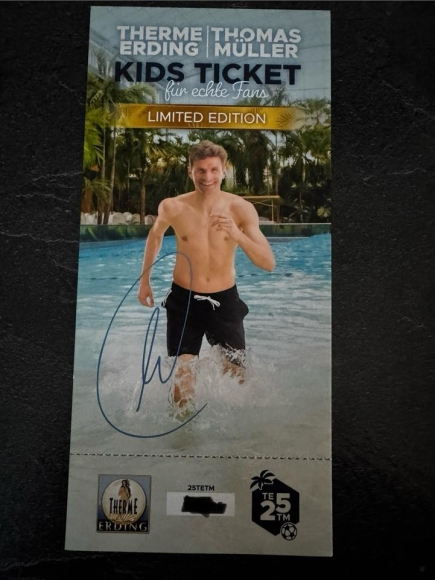 THERME | THOMAS
ERDING | MÜLLER
KIDS TICKET
für echte Fans
LIMITED EDITION
25TETM
THERME
ERDING
TE
25
TM